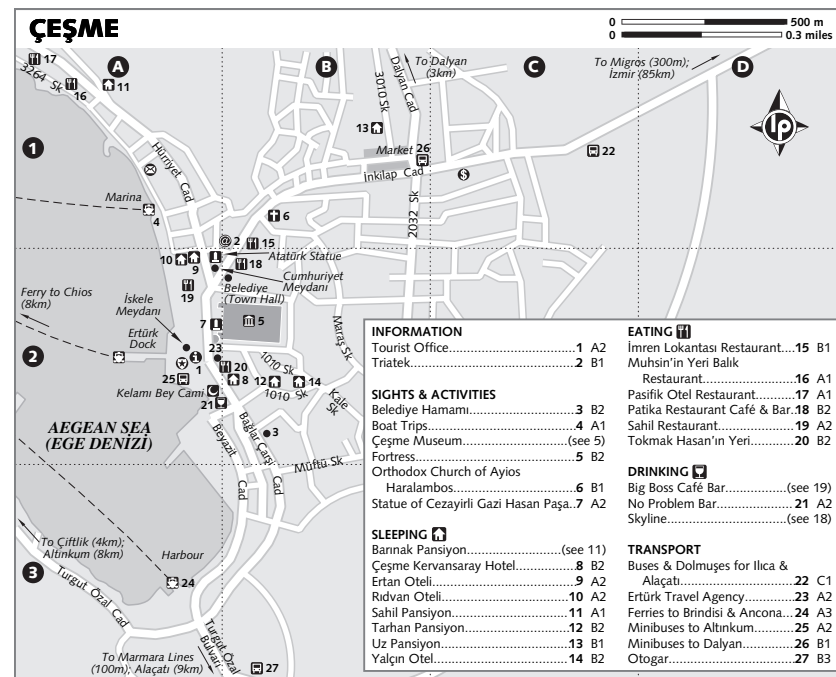 ÇEŞME
0 500 m
0 0.3 miles
A
B
C
D
1
2
3
17
3264 Sk
16
11
To Dalyan
(3km)
3010 Sk
Dalyan Cad
To Migros (300m);
İzmir (85km)
lp
13
Market 26
22
Hürriyet Cad
İnkilap Cad
$
2032 Sk
Marina
4
6
@ 2
15
Atatürk Statue
10
9
18
Cumhuriyet
Meydanı
19
Belediye
(Town Hall)
Ferry to Chios
(8km)
İskele
Meydanı
Ertürk
Dock
7
5
Maraş Sk
23
1
20
1010 Sk
25
8
12
14
1010 Sk
Kelami Bey Cami
21
Kale Sk
Bağlar Çarşı Cad
3
AEGEAN SEA
(EGE DENİZİ)
Beyazit Cad
Müftü Sk
To Çiftlik (4km);
Altınkum (8km)
Harbour
24
Turgut Özal Cad
Turgut Özal Bulvarı
To Marmara Lines
(100m); Alaçatı (9km)
27
INFORMATION
Tourist Office 1 A2
Triatek 2 B1
SIGHTS & ACTIVITIES
Belediye Hamamı 3 B2
Boat Trips 4 A1
Çeşme Museum (see 5)
Fortress 5 B2
Orthodox Church of Ayios
Haralambos 6 B1
Statue of Cezayirli Gazi Hasan Paşa..7 A2
SLEEPING
Barınak Pansiyon (see 11)
Çeşme Kervansaray Hotel 8 B2
Ertan Oteli 9 A2
Rıdvan Oteli 10 A2
Sahil Pansiyon 11 A1
Tarhan Pansiyon 12 B2
Uz Pansiyon 13 B1
Yalçın Otel 14 B2
EATING
İmren Lokantası Restaurant 15 B1
Muhsin'in Yeri Balık
Restaurant 16 A1
Pasifik Otel Restaurant 17 A1
Patika Restaurant Café & Bar 18 B2
Sahil Restaurant 19 A2
Tokmak Hasan'ın Yeri 20 B2
DRINKING
Big Boss Café Bar (see 19)
No Problem Bar 21 A2
Skyline (see 18)
TRANSPORT
Buses & Dolmuşes for Ilıca &
Alaçatı 22 C1
Ertürk Travel Agency 23 A2
Ferries to Brindisi & Ancona 24 A3
Minibuses to Altınkum 25 A2
Minibuses to Dalyan 26 B1
Otogar 27 B3